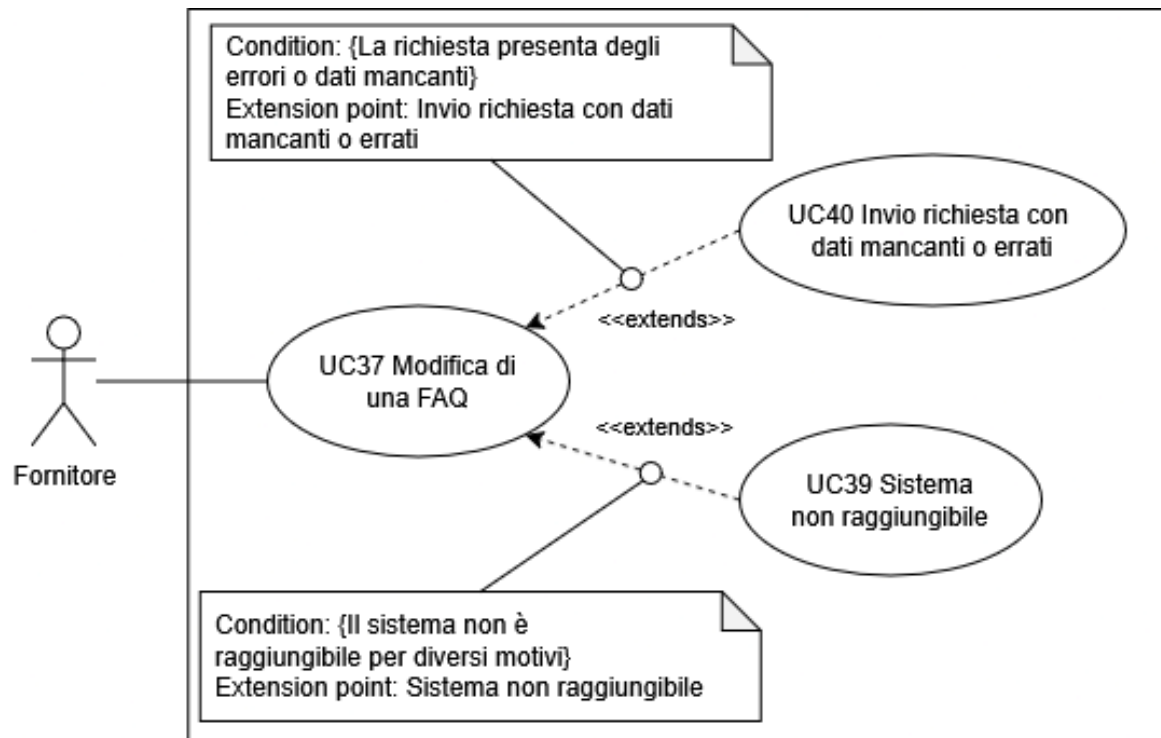 Condition: {La richiesta presenta degli
errori o dati mancanti}
Extension point: Invio richiesta con dati
mancanti o errati
UC40 Invio richiesta con
dati mancanti o errati
<<extends>>
UC37 Modifica di
una FAQ
Fornitore
<<extends>>
UC39 Sistema
non raggiungibile
Condition: {Il sistema non è
raggiungibile per diversi motivi}
Extension point: Sistema non raggiungibile